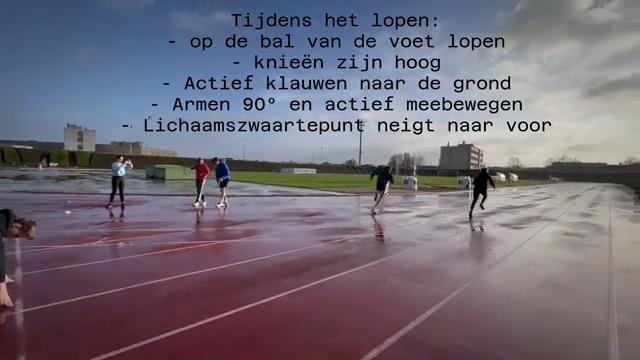 Tijdens het lopen:
- op de bal van de voet lopen
- knieën zijn hoog
- Actief klauwen naar de grond
- Armen 90° en actief meebewegen
- Lichaamszwaartepunt neigt naar voor